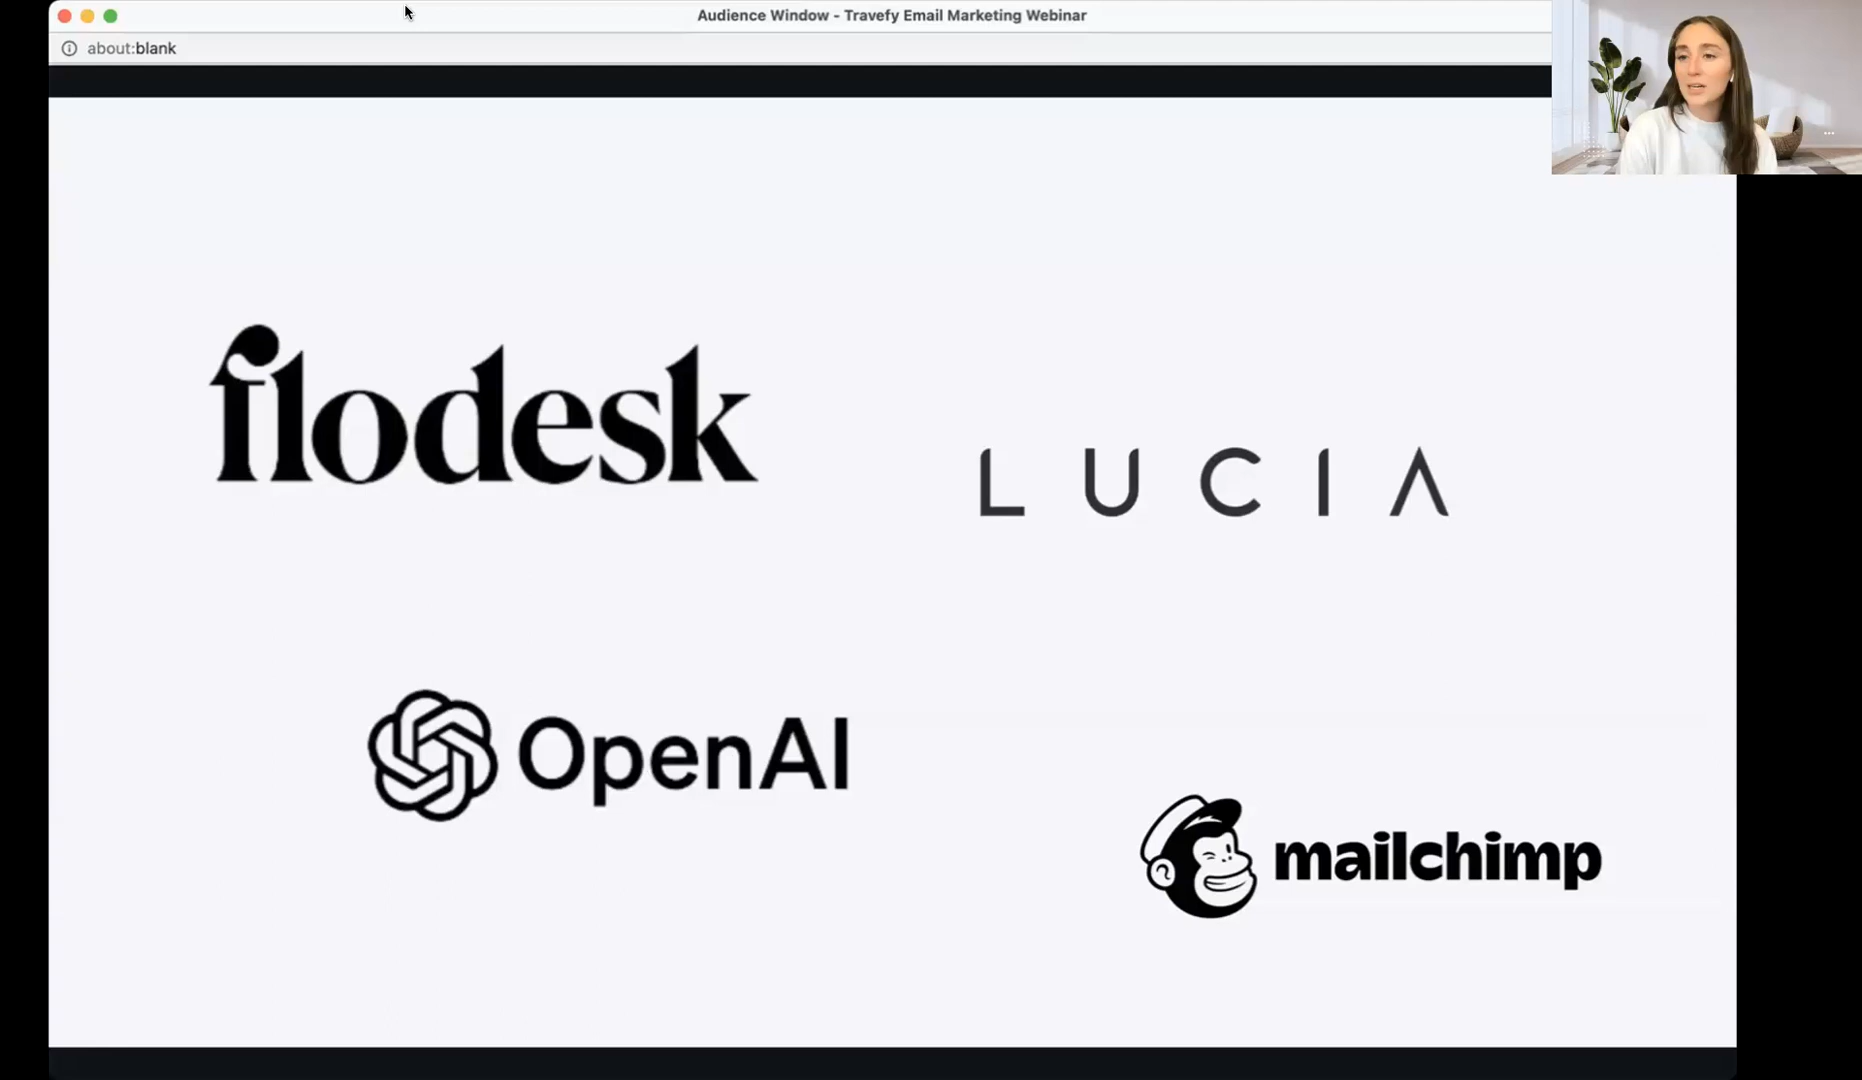 Audience Window - Travefy Email Marketing Webinar
about:blank
flodesk
LUCIA
OpenAI
mailchimp